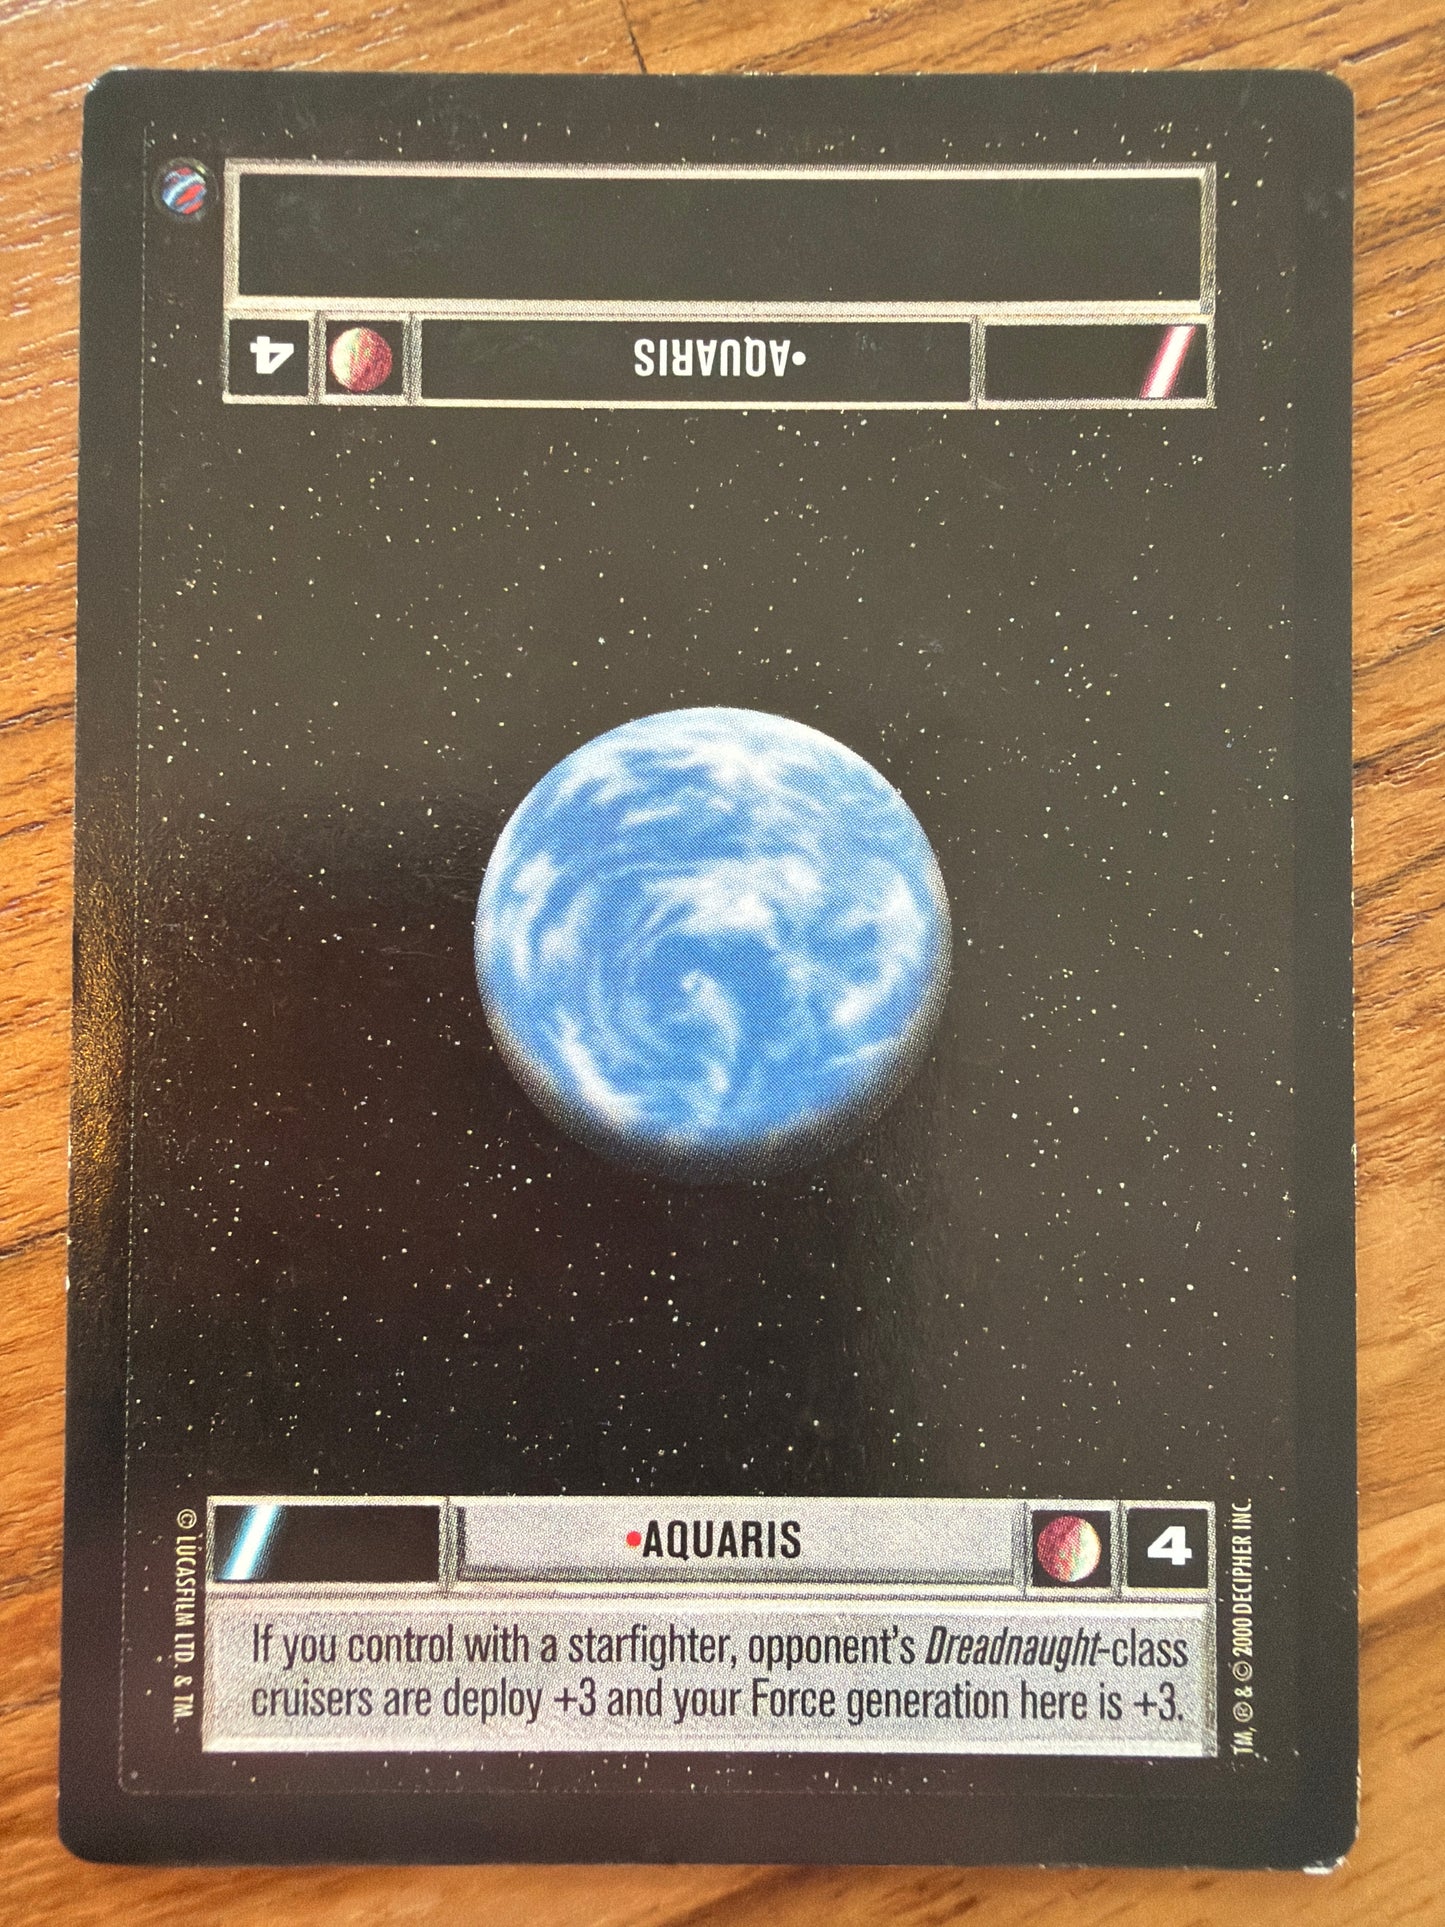 4
•AQUARIS
•AQUARIS
4
If you control with a starfighter, opponent's Dreadnaught-class
cruisers are deploy +3 and your Force generation here is +3.
© LUCASFILM LTD. & TM.
TM, ® & © 2000 DECIPHER INC.